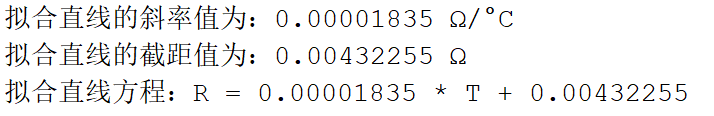 拟合直线的斜率值为：0.00001835 Ω/°C
拟合直线的截距值为：0.00432255 Ω
拟合直线方程：R = 0.00001835 * T + 0.00432255